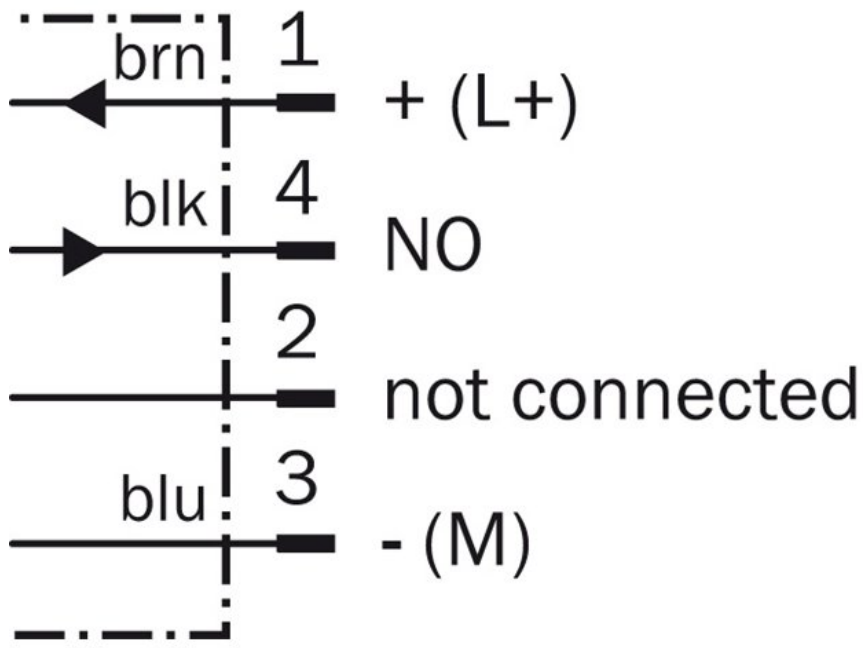 brn 1
+ (L+)
blk 4
NO
2
not connected
blu 3
- (M)